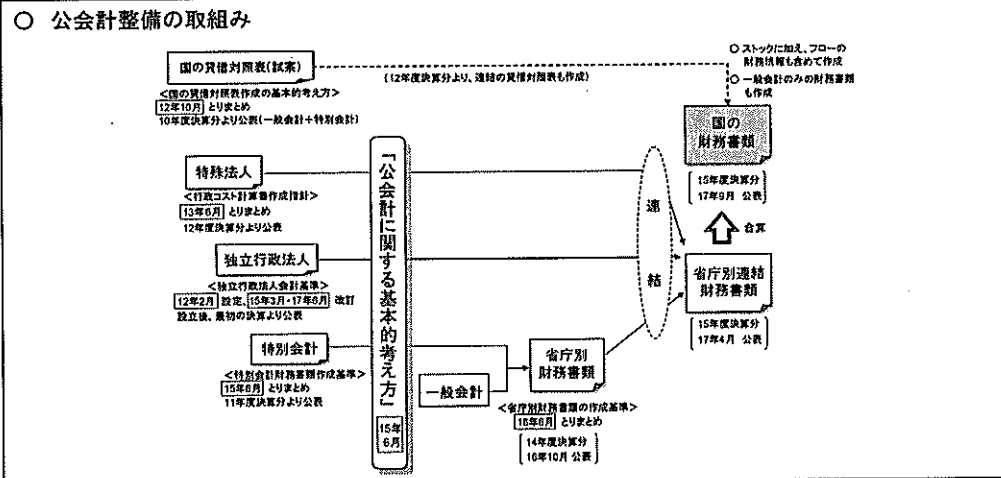 ○ 公会計整備の取組み
国の貸借対照表(試案)
<国の貸借対照表作成の基本的考え方>
12年10月 とりまとめ
10年度決算分より公表(一般会計+特別会計)
(12年度決算分より、連結の貸借対照表も作成)
○ ストックに加え、フローの
財務情報も含めて作成
○ 一般会計のみの財務書類
も作成
国の
財務書類
15年度決算分
17年9月 公表
合算
特殊法人
<行政コスト計算書作成指針>
13年6月 とりまとめ
12年度決算分より公表
独立行政法人
<独立行政法人会計基準>
12年2月 設定、15年3月・17年6月 改訂
設立後、最初の決算より公表
特別会計
<特別会計財務書類作成基準>
15年6月 とりまとめ
11年度決算分より公表
「公会計に関する基本的考え方」
15年
6月
一般会計
省庁別
財務書類
<省庁別財務書類の作成基準>
16年6月 とりまとめ
14年度決算分
16年10月 公表
連結
省庁別連結
財務書類
15年度決算分
17年4月 公表